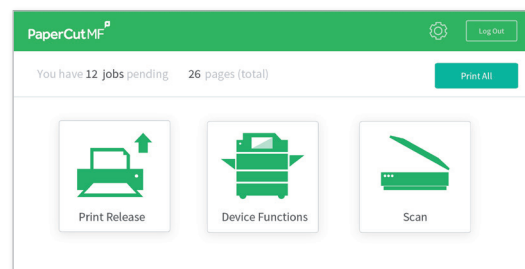 PaperCutMF P
Log Out
You have 12 jobs pending 26 pages (total)
Print All
Print Release
Device Functions
Scan